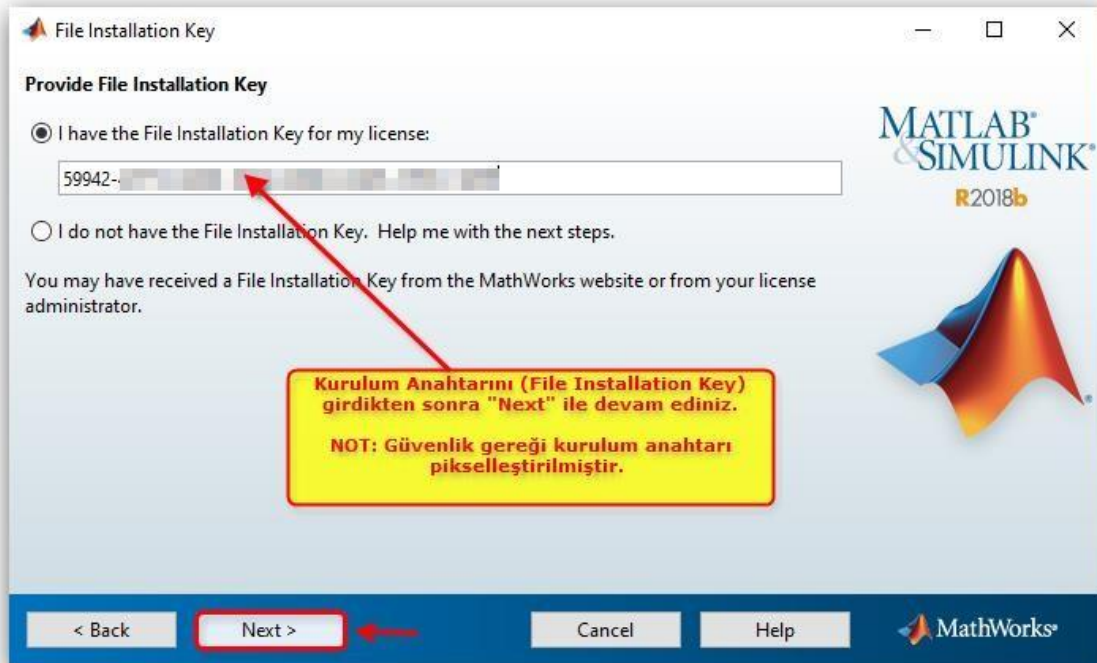 File Installation Key
Provide File Installation Key
I have the File Installation Key for my license:
59942-
I do not have the File Installation Key. Help me with the next steps.
You may have received a File Installation Key from the MathWorks website or from your license
administrator.
MATLAB®
&SIMULINK®
R2018b
Kurulum Anahtarını (File Installation Key)
girdikten sonra "Next" ile devam ediniz.
NOT: Güvenlik gereği kurulum anahtarı
pikselleştirilmiştir.
< Back
Next >
Cancel
Help
MathWorks®